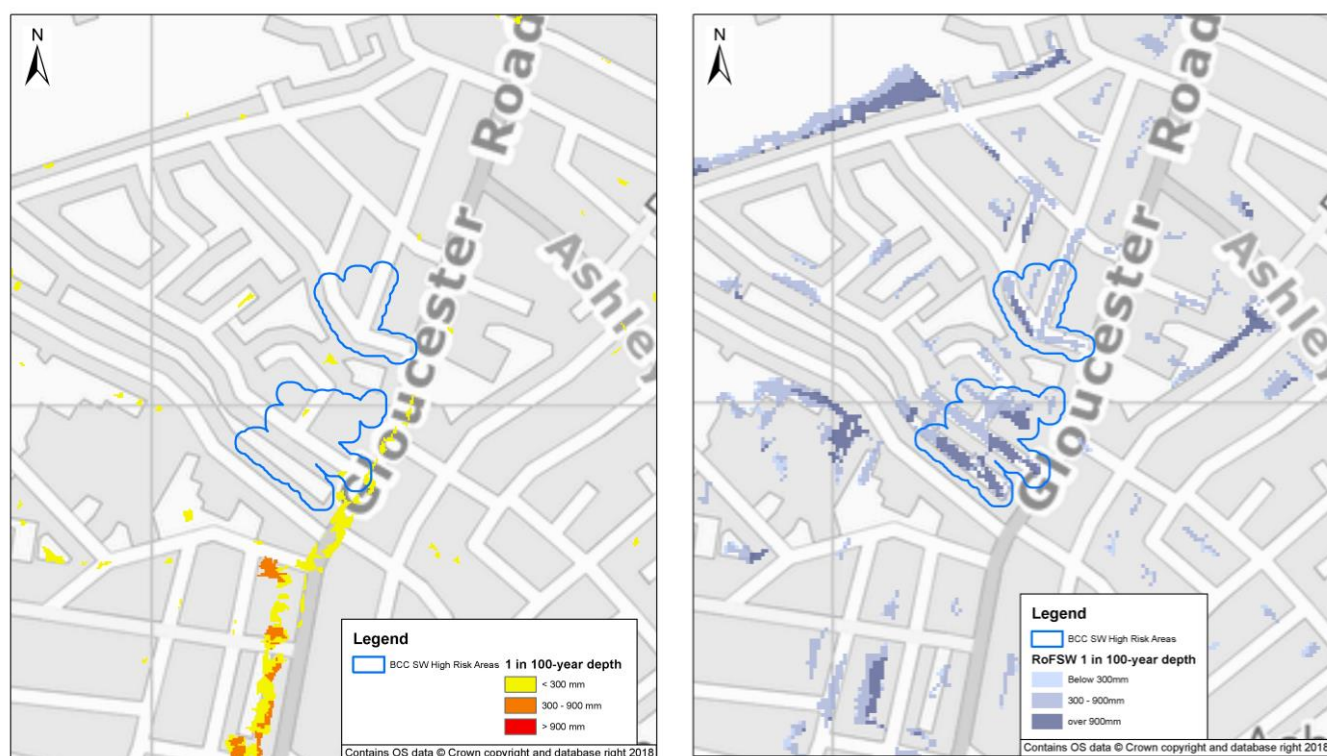 N
Gloucester Road
Ashley
Legend
BCC SW High Risk Areas
1 in 100-year depth
< 300 mm
300 - 900 mm
> 900 mm
Contains OS data © Crown copyright and database right 2018
N
Gloucester Road
Ashley
Legend
BCC SW High Risk Areas
RoFSW 1 in 100-year depth
Below 300mm
300 - 900mm
over 900mm
Contains OS data © Crown copyright and database right 2018